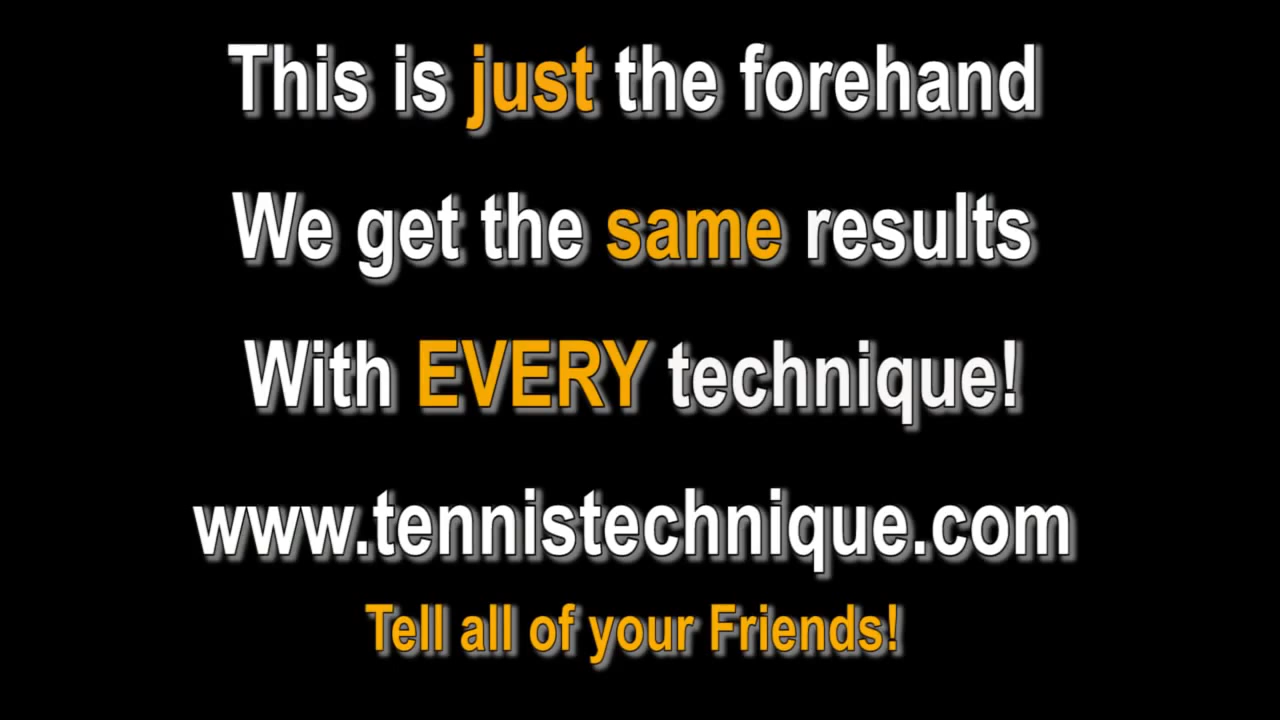 This is just the forehand
We get the same results
With EVERY technique!
www.tennistechnique.com
Tell all of your Friends!